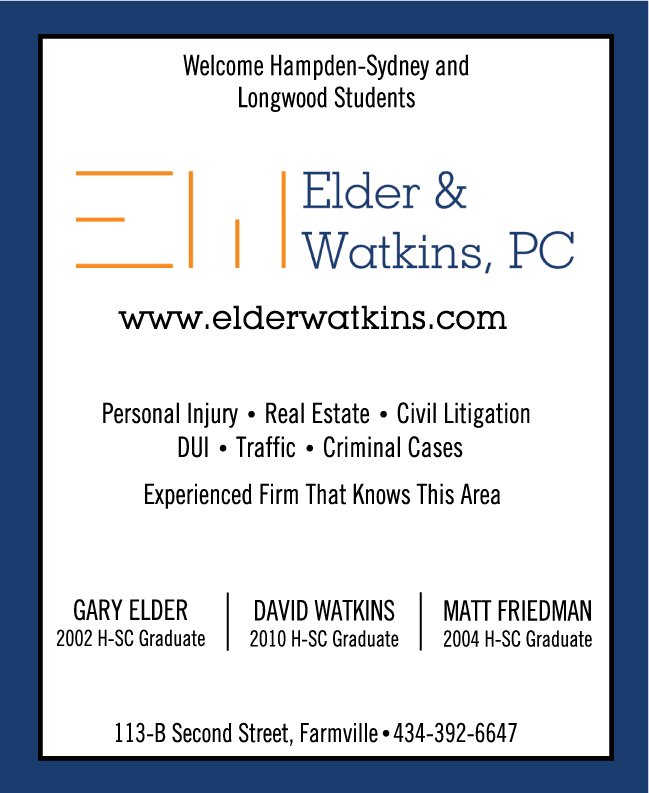 Welcome Hampden-Sydney and
Longwood Students
EW
Elder &
Watkins, PC
www.elderwatkins.com
Personal Injury • Real Estate • Civil Litigation
DUI • Traffic • Criminal Cases
Experienced Firm That Knows This Area
GARY ELDER
2002 H-SC Graduate
DAVID WATKINS
2010 H-SC Graduate
MATT FRIEDMAN
2004 H-SC Graduate
113-B Second Street, Farmville • 434-392-6647